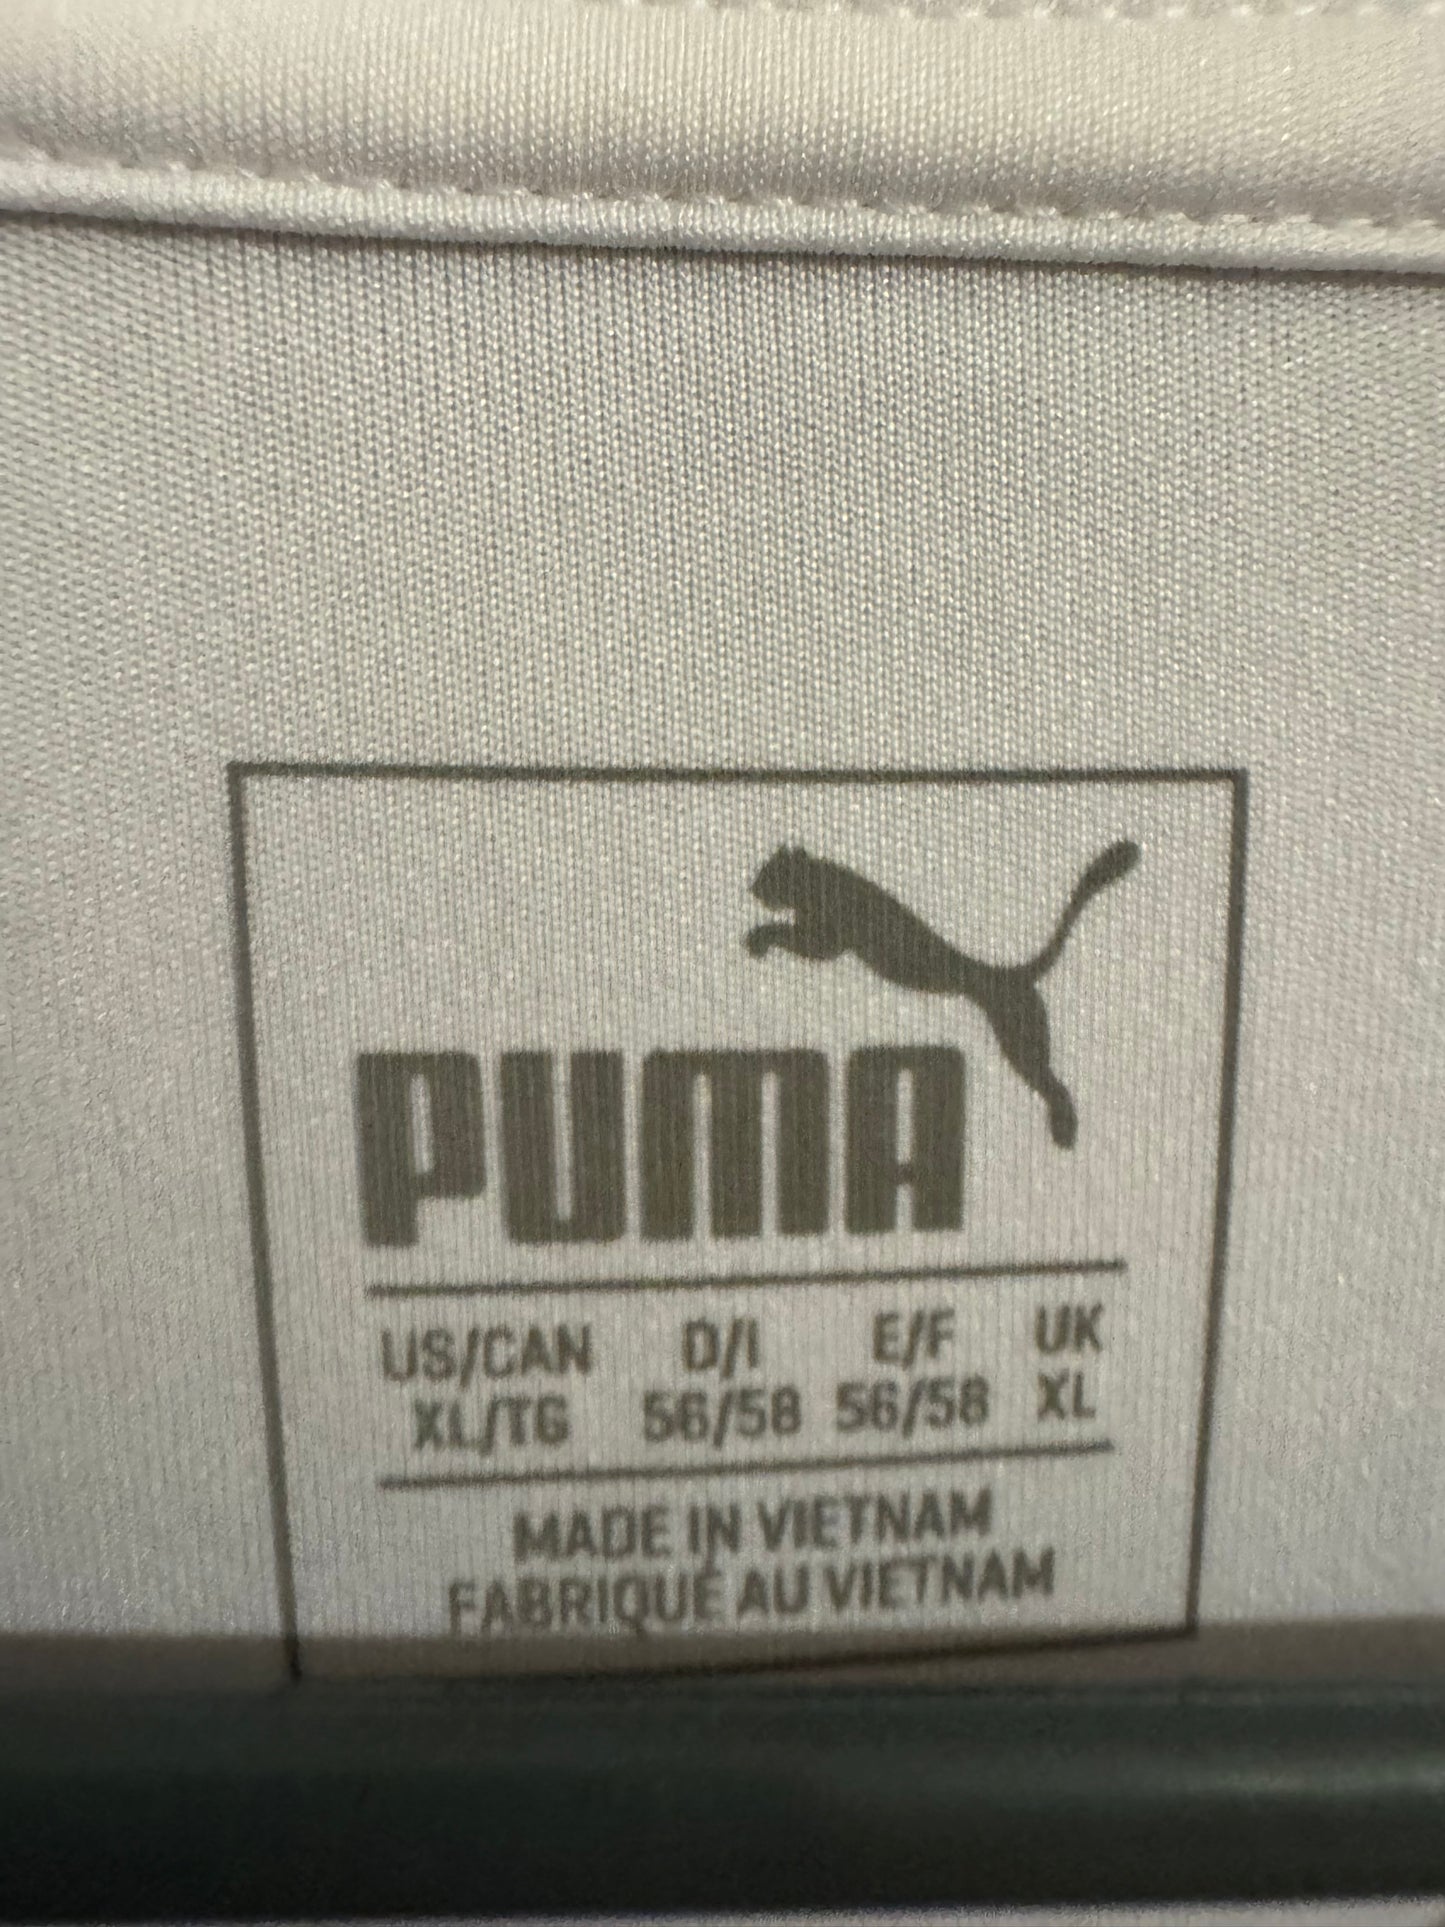 PUMA
US/CAN D/I E/F UK
XL/TG 56/58 56/58 XL
MADE IN VIETNAM
FABRIQUÉ AU VIETNAM